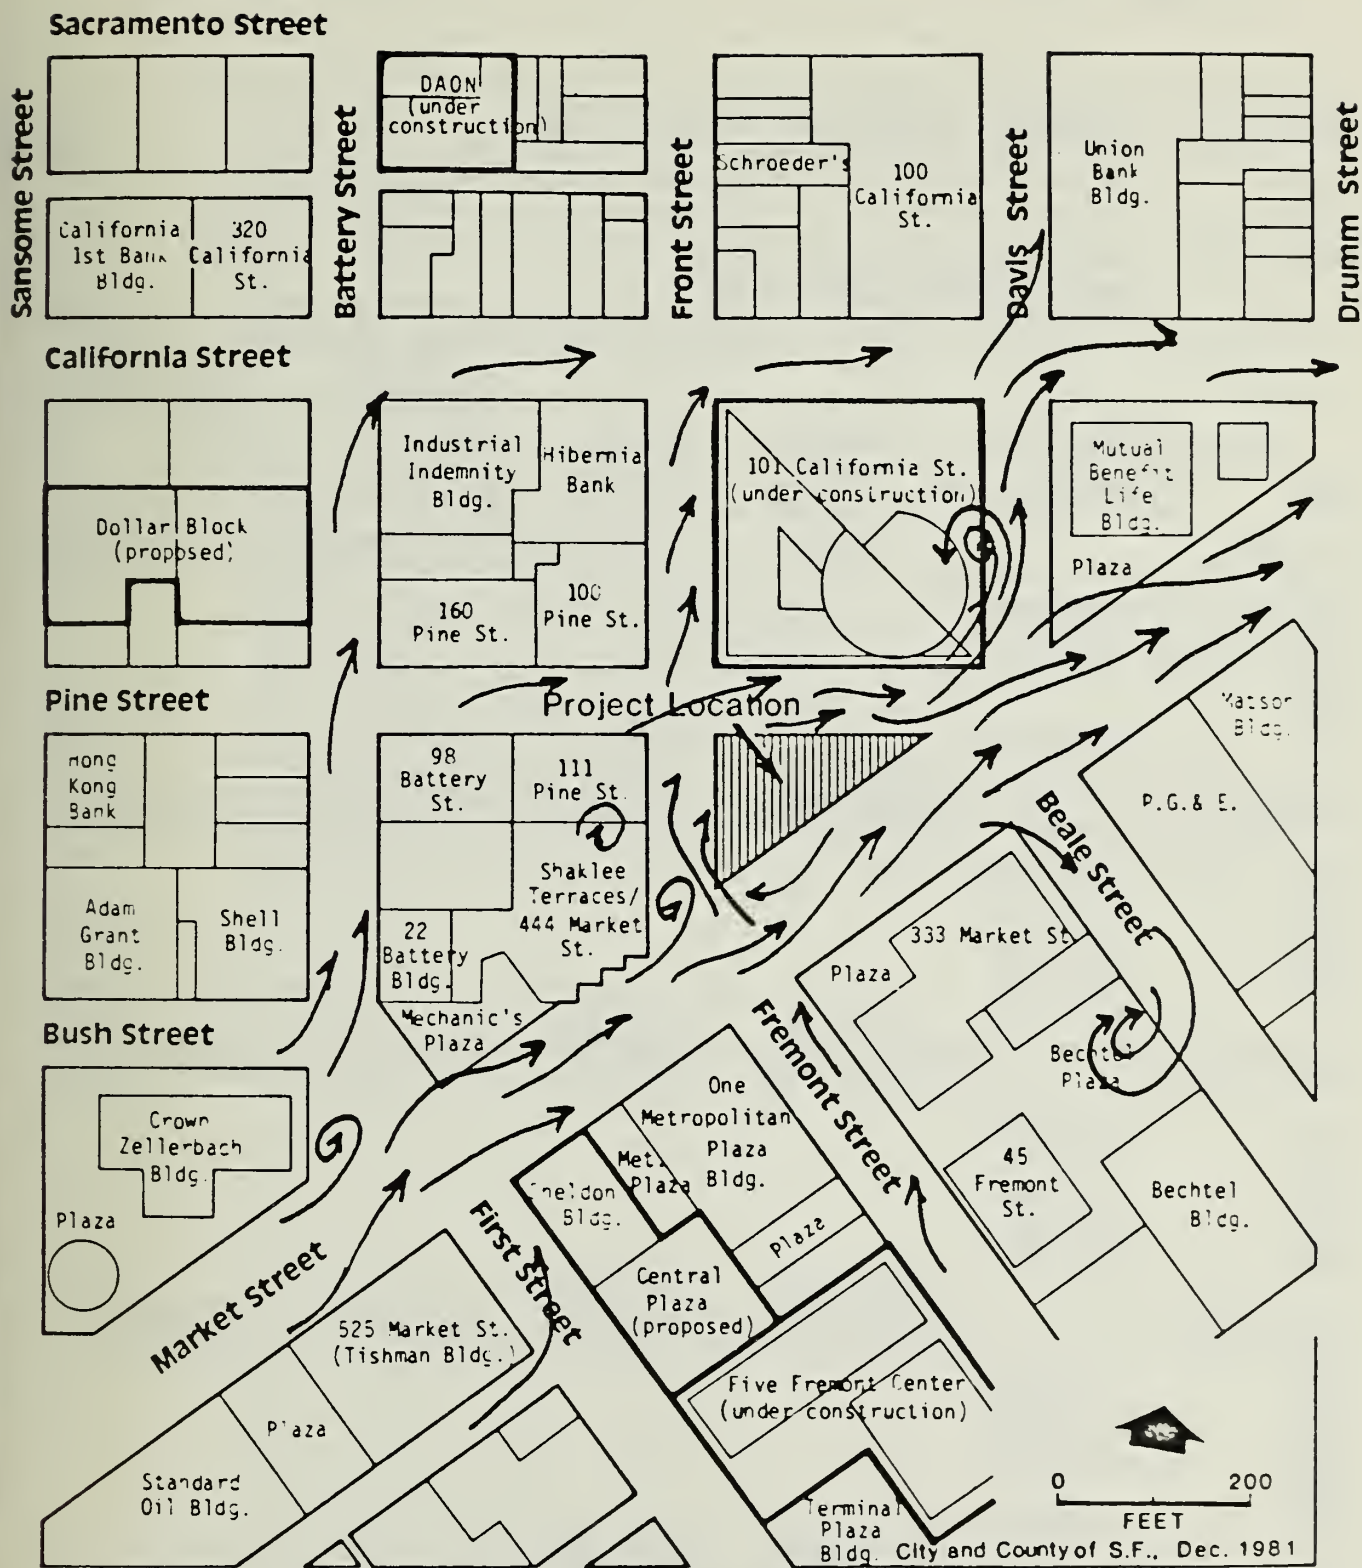 Sacramento Street
Sansome Street
Battery Street
Front Street
Davis Street
Drumm Street
DAON
(under
construction)
Schroeder's
100
California
St.
Union
Bank
Bldg.
California
1st Bank
Bldg.
320
California
St.
California Street
Industrial
Indemnity
Bldg.
Hibernia
Bank
101 California St.
(under construction)
Mutual
Benefit
Life
Bldg.
Plaza
Dollar Block
(proposed)
160
Pine St.
100
Pine St.
Pine Street
Project Location
Hong
Kong
Bank
98
Battery
St.
111
Pine St.
Matson
Bldg.
P.G.& E.
Beale Street
Adam
Grant
Bldg.
Shell
Bldg.
Shaklee
Terraces/
444 Market
St.
22
Battery
Bldg.
333 Market St.
Plaza
Mechanic's
Plaza
Bush Street
Fremont Street
Bechtel
Plaza
Crown
Zellerbach
Bldg.
Plaza
One
Metropolitan
Plaza
Bldg.
Met.
Plaza
Sheldon
Bldg.
Plaza
45
Fremont
St.
Bechtel
Bldg.
Market Street
First Street
Central
Plaza
(proposed)
525 Market St.
(Tishman Bldg.)
Plaza
Standard
Oil Bldg.
Five Fremont Center
(under construction)
Terminal
Plaza
Bldg.
0 200
FEET
City and County of S.F., Dec. 1981